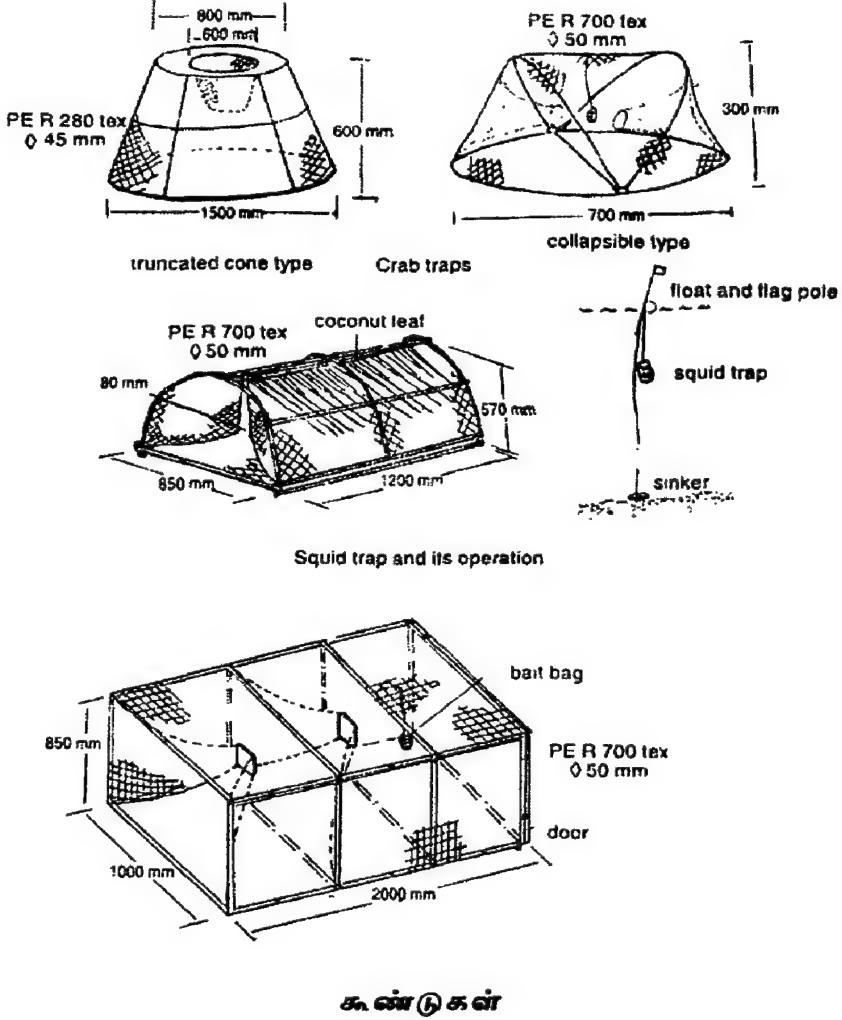 800 mm
600 mm
PE R 280 tex
◊ 45 mm
600 mm
1500 mm
truncated cone type
PE R 700 tex
◊ 50 mm
300 mm
700 mm
collapsible type
Crab traps
PE R 700 tex
◊ 50 mm
coconut leaf
80 mm
570 mm
850 mm
1200 mm
float and flag pole
squid trap
sinker
Squid trap and its operation
bait bag
850 mm
PE R 700 tex
◊ 50 mm
door
1000 mm
2000 mm
கூண்டுகள்